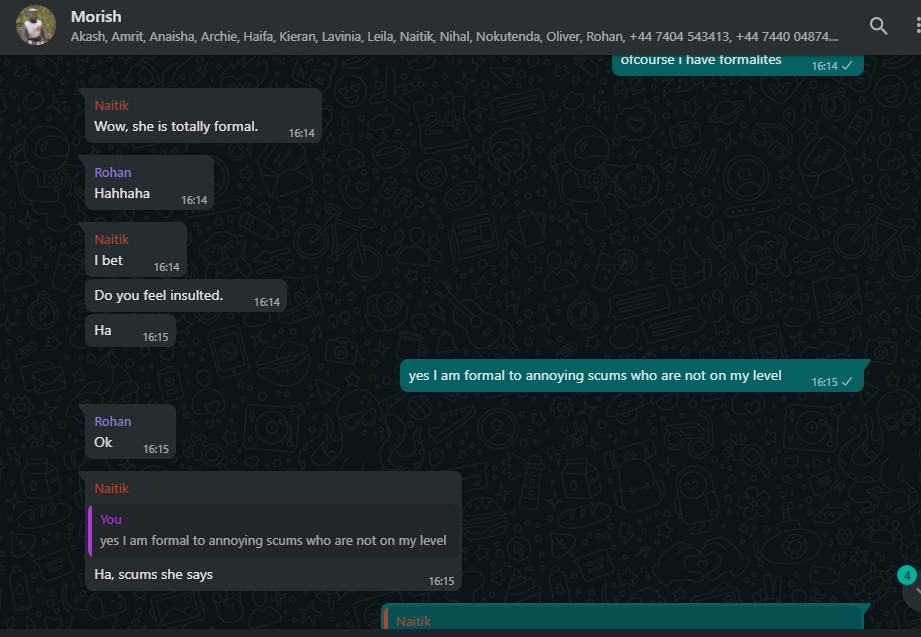 Morish
Akash, Amrit, Anaisha, Archie, Haifa, Kieran, Lavinia, Leila, Naitik, Nihal, Nokutenda, Oliver, Rohan, +44 7404 543413, +44 7440 04874...
ofcourse i have formalites
16:14
Naitik
Wow, she is totally formal.
16:14
Rohan
Hahhaha
16:14
Naitik
I bet
16:14
Do you feel insulted.
16:14
Ha
16:15
yes I am formal to annoying scums who are not on my level
16:15
Rohan
Ok
16:15
Naitik
You
yes I am formal to annoying scums who are not on my level
Ha, scums she says
16:15
4
Naitik